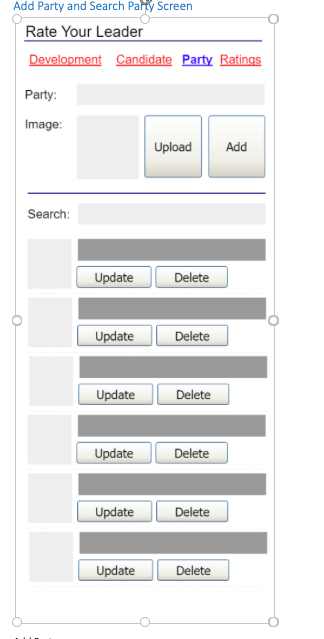 Add Party and Search Party Screen
Rate Your Leader
Development Candidate Party Ratings
Party:
Image:
Upload Add
Search:
Update Delete
Update Delete
Update Delete
Update Delete
Update Delete
Update Delete